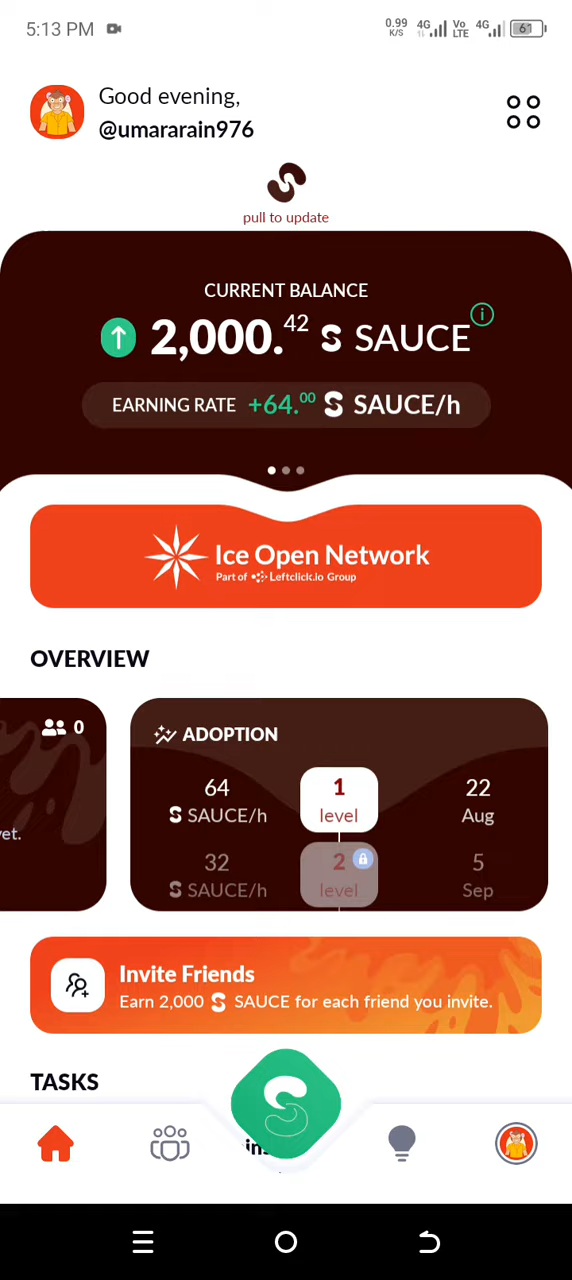 5:13 PM
0.99 K/S 4G Vo LTE 4G 61
Good evening,
@umararain976
pull to update
CURRENT BALANCE
2,000.42 SAUCE
EARNING RATE +64.00 SAUCE/h
Ice Open Network
Part of Leftclick.io Group
OVERVIEW
0
ADOPTION
64 1 22
SAUCE/h level Aug
yet.
32 2 5
SAUCE/h level Sep
Invite Friends
Earn 2,000 SAUCE for each friend you invite.
TASKS